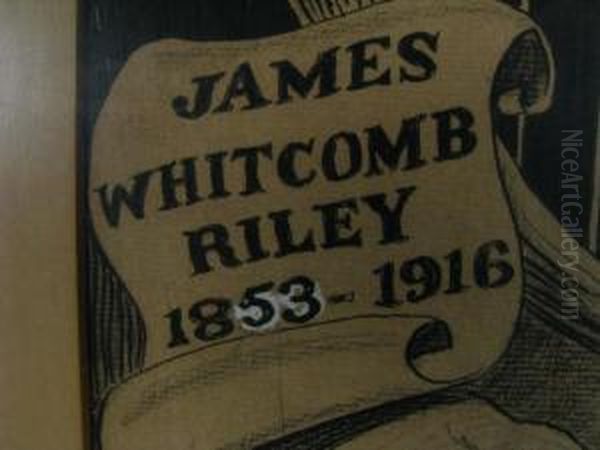 JAMES
WHITCOMB
RILEY
1853-1916
NiceArtGallery.com